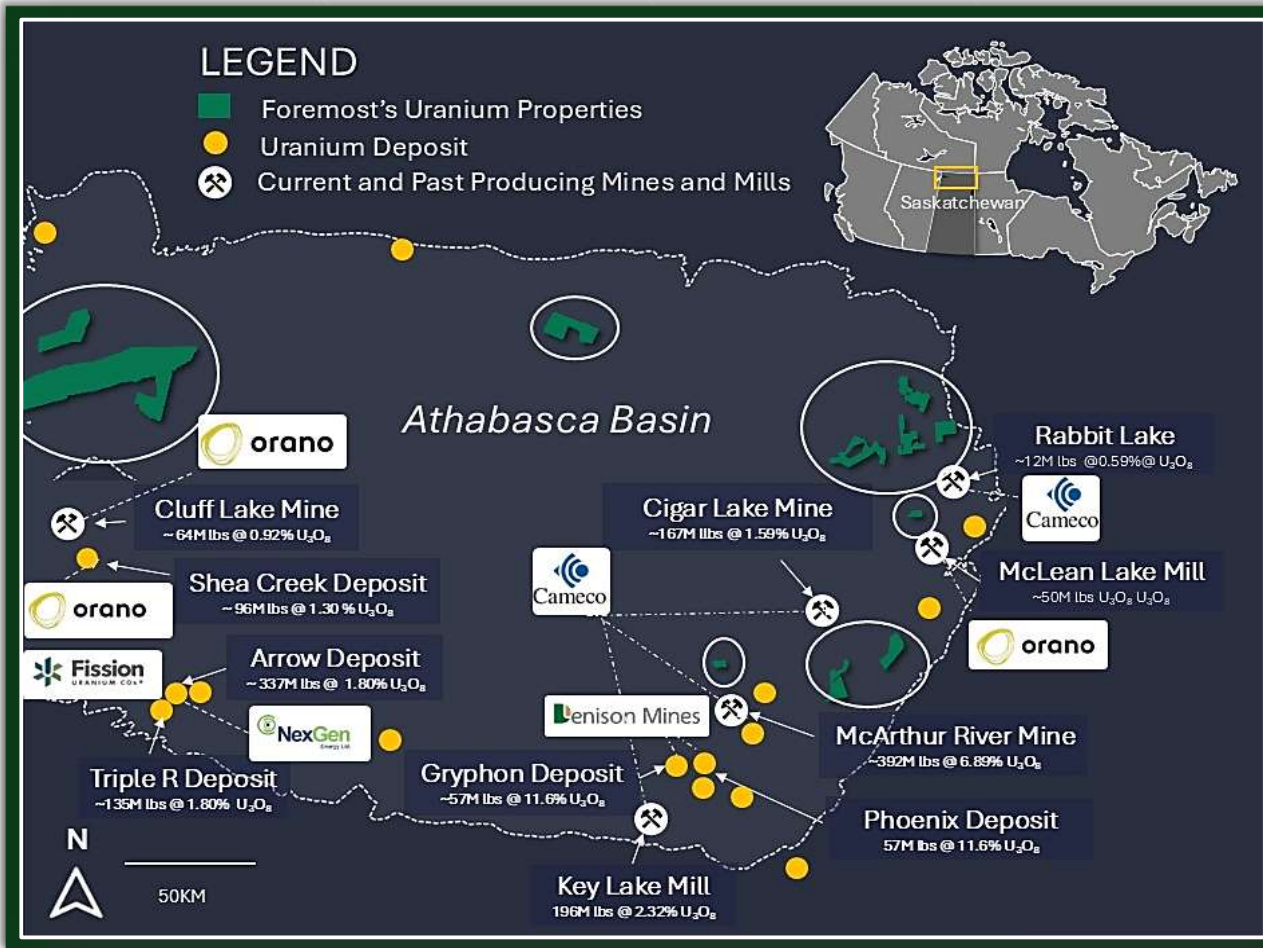 LEGEND
Foremost's Uranium Properties
Uranium Deposit
Current and Past Producing Mines and Mills
Saskatchewan
Athabasca Basin
orano
Cluff Lake Mine
~ 64M lbs @ 0.92% U₃O₈
Shea Creek Deposit
~ 96M lbs @ 1.30 % U₃O₈
orano
Fission
URANIUM CORP
Arrow Deposit
~ 337M lbs @ 1.80% U₃O₈
NexGen
Energy Ltd.
Triple R Deposit
~135M lbs @ 1.80% U₃O₈
Rabbit Lake
~12M lbs @0.59%@ U₃O₈
Cameco
Cigar Lake Mine
~167M llbs @ 1.59% U₃O₈
McLean Lake Mill
~50M lbs U₃O₈ U₃O₈
orano
Cameco
Denison Mines
McArthur River Mine
~392M lbs @ 6.89% U₃O₈
Gryphon Deposit
~57M lbs @ 11.6% U₃O₈
Phoenix Deposit
57M lbs @ 11.6% U₃O₈
Key Lake Mill
196M lbs @ 2.32% U₃O₈
N
50KM